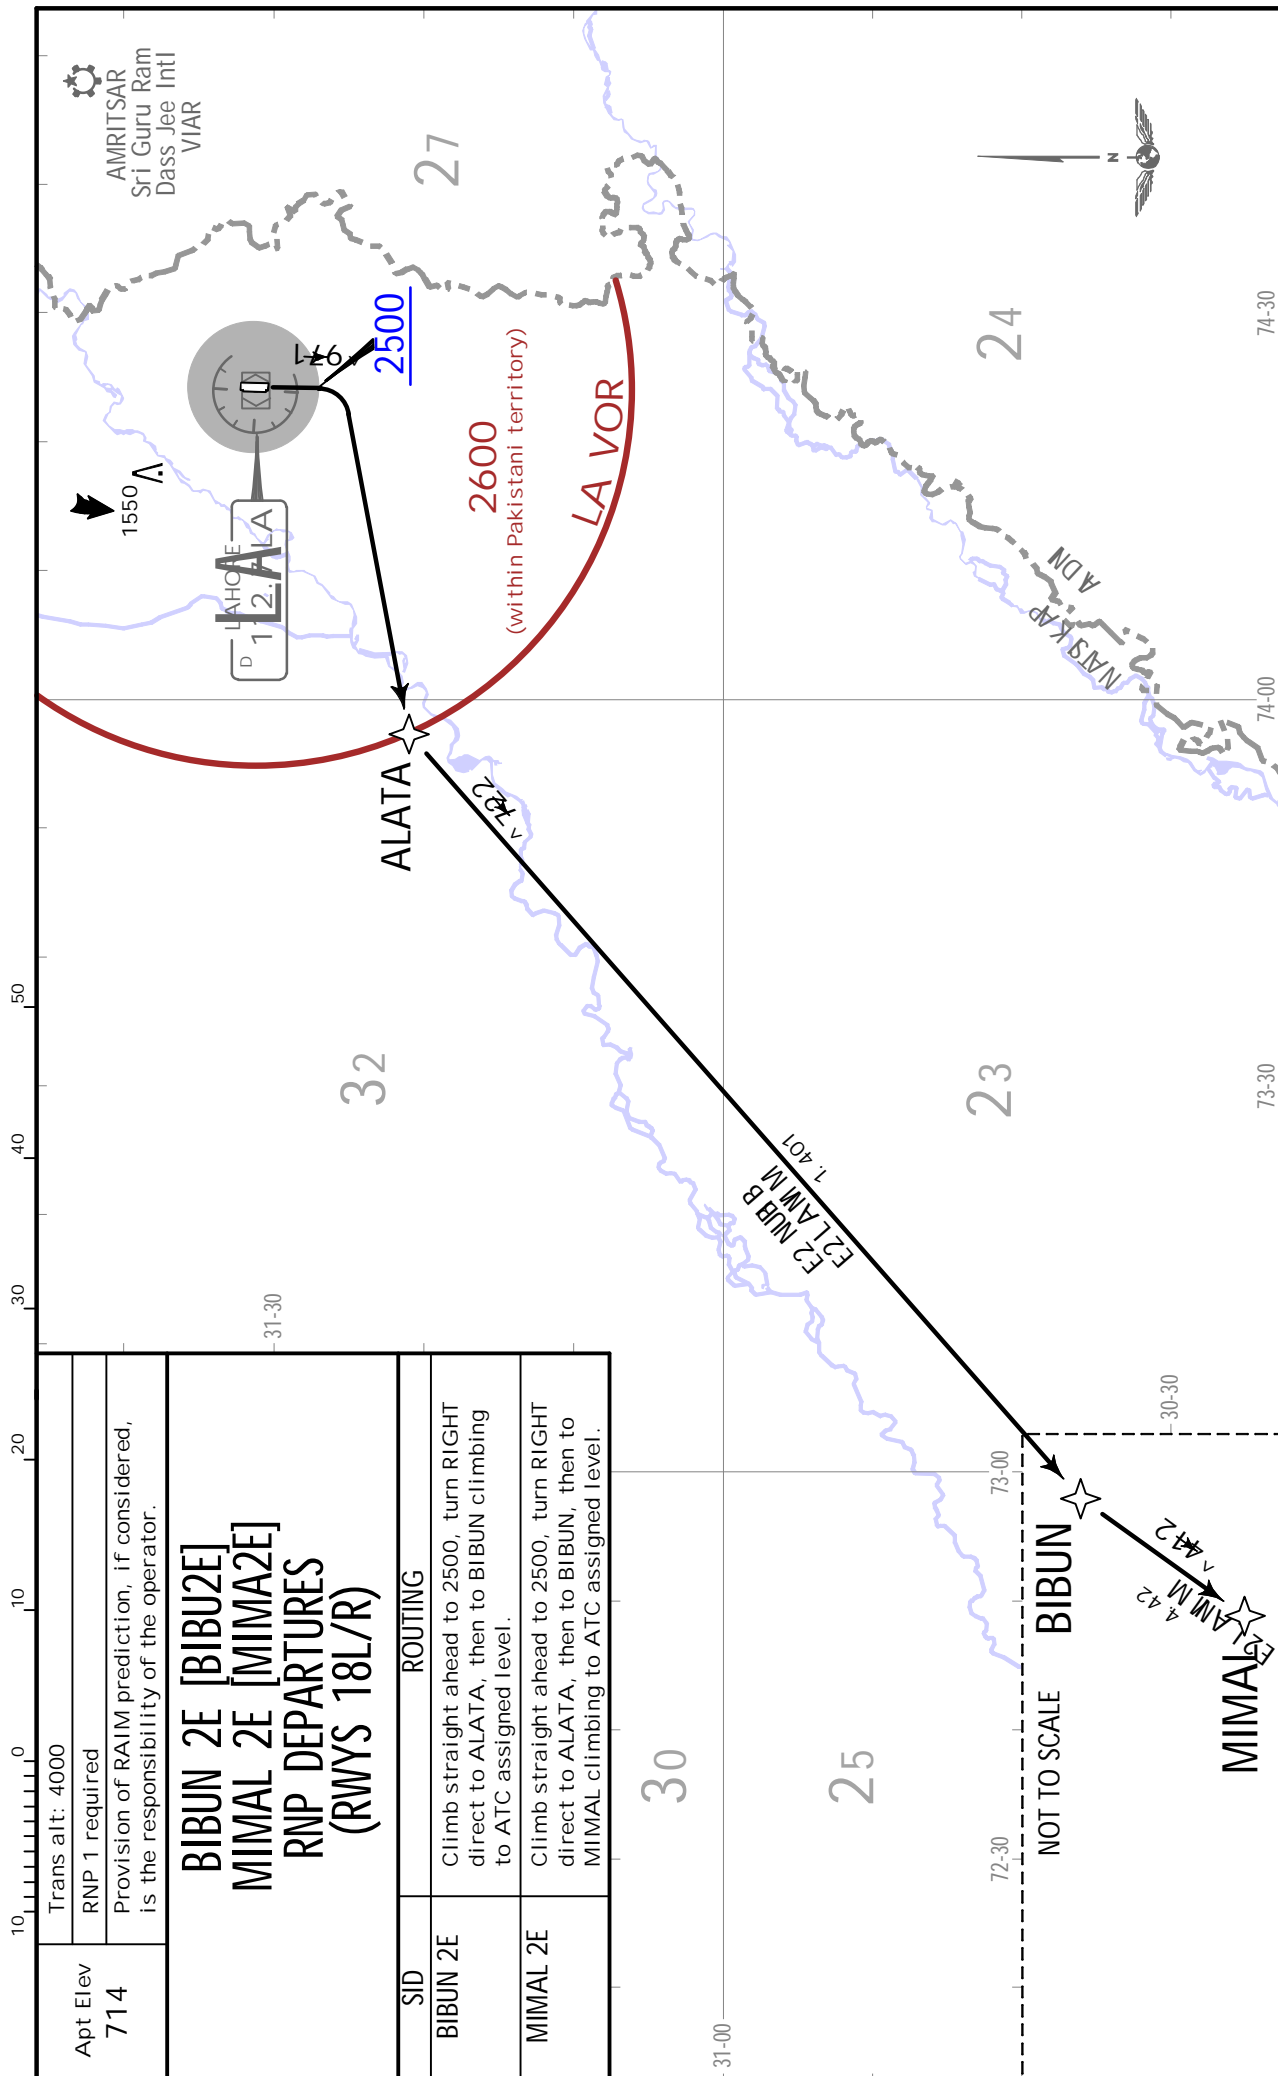 Apt Elev
714
Trans alt: 4000
RNP 1 required
Provision of RAIM prediction, if considered,
is the responsibility of the operator.
BIBUN 2E [BIBU2E]
MIMAL 2E [MIMA2E]
RNP DEPARTURES
(RWYS 18L/R)
SID
ROUTING
BIBUN 2E
Climb straight ahead to 2500, turn RIGHT
direct to ALATA, then to BIBUN climbing
to ATC assigned level.
MIMAL 2E
Climb straight ahead to 2500, turn RIGHT
direct to ALATA, then to BIBUN, then to
MIMAL climbing to ATC assigned level.
10
0
10
20
30
40
50
AMRITSAR
Sri Guru Ram
Dass Jee Intl
VIAR
1550
D
LAHORE
LA
2500
2600
(within Pakistani territory)
LA VOR
ALATA
BIBUN
MIMAL
NOT TO SCALE
27
32
24
23
30
25
31-30
31-00
30-30
72-30
73-00
73-30
74-00
74-30
N